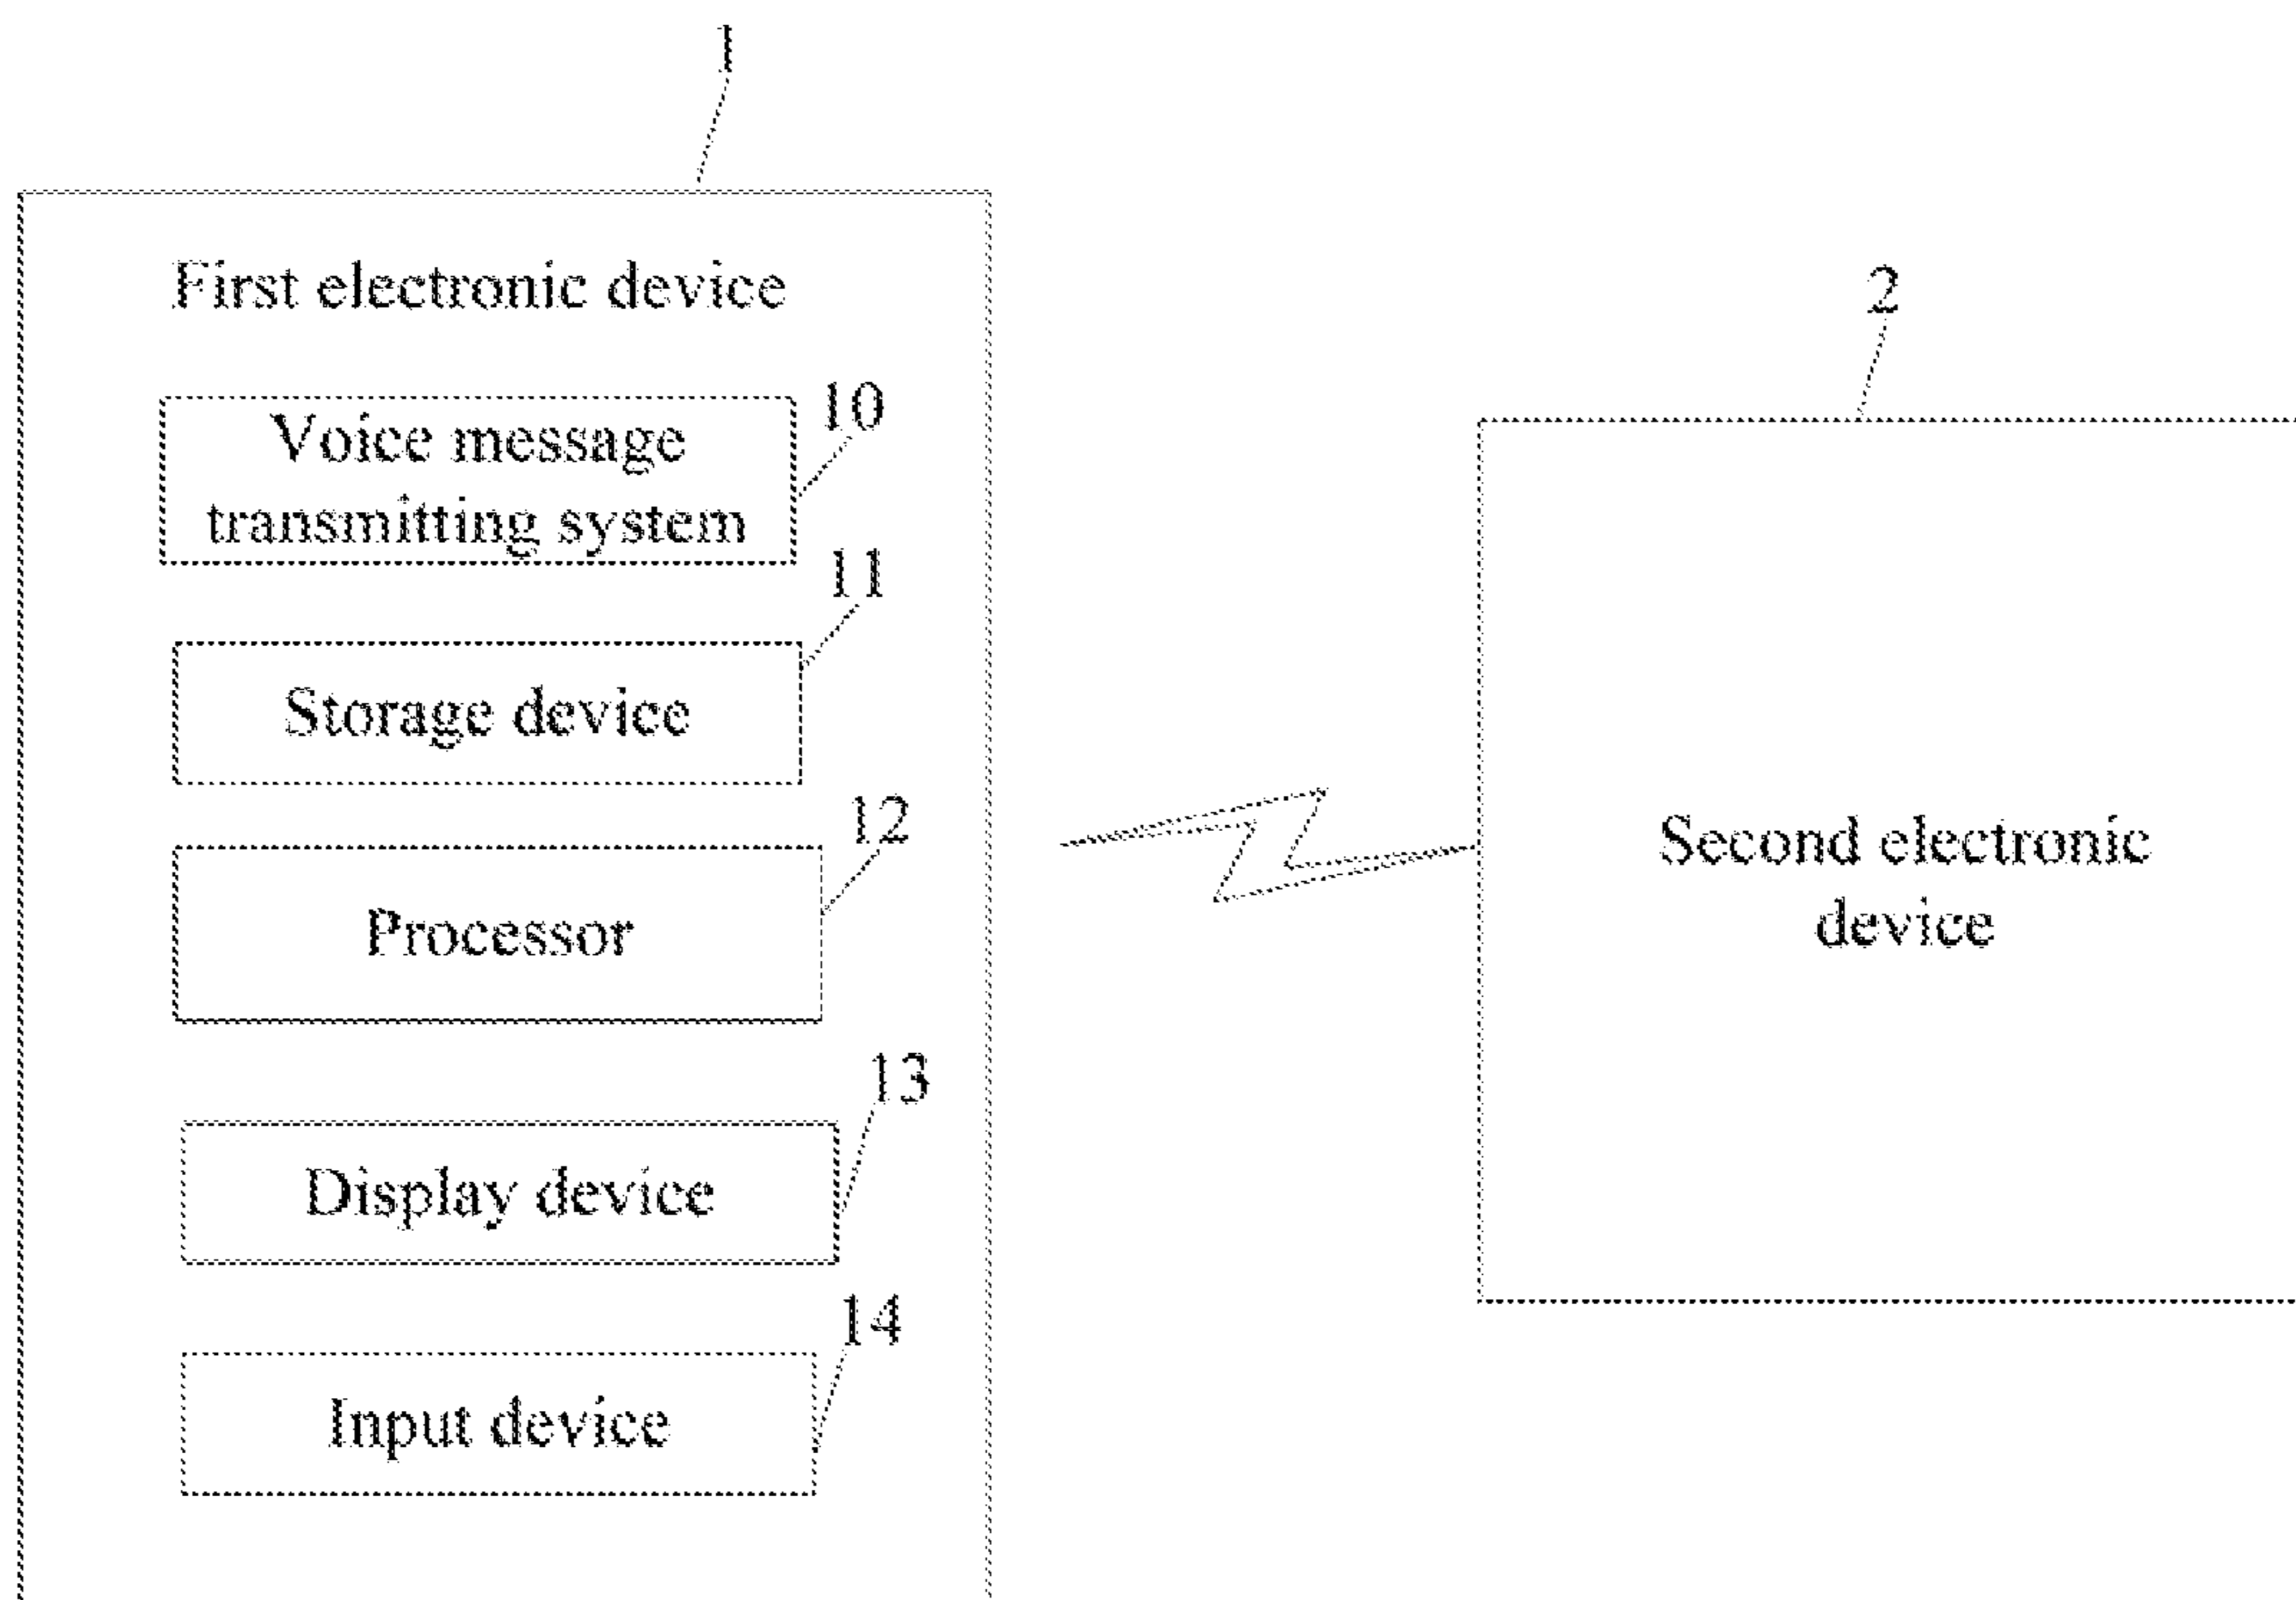 1
First electronic device
10
Voice message
transmitting system
11
Storage device
12
Processor
13
Display device
14
Input device
2
Second electronic
device